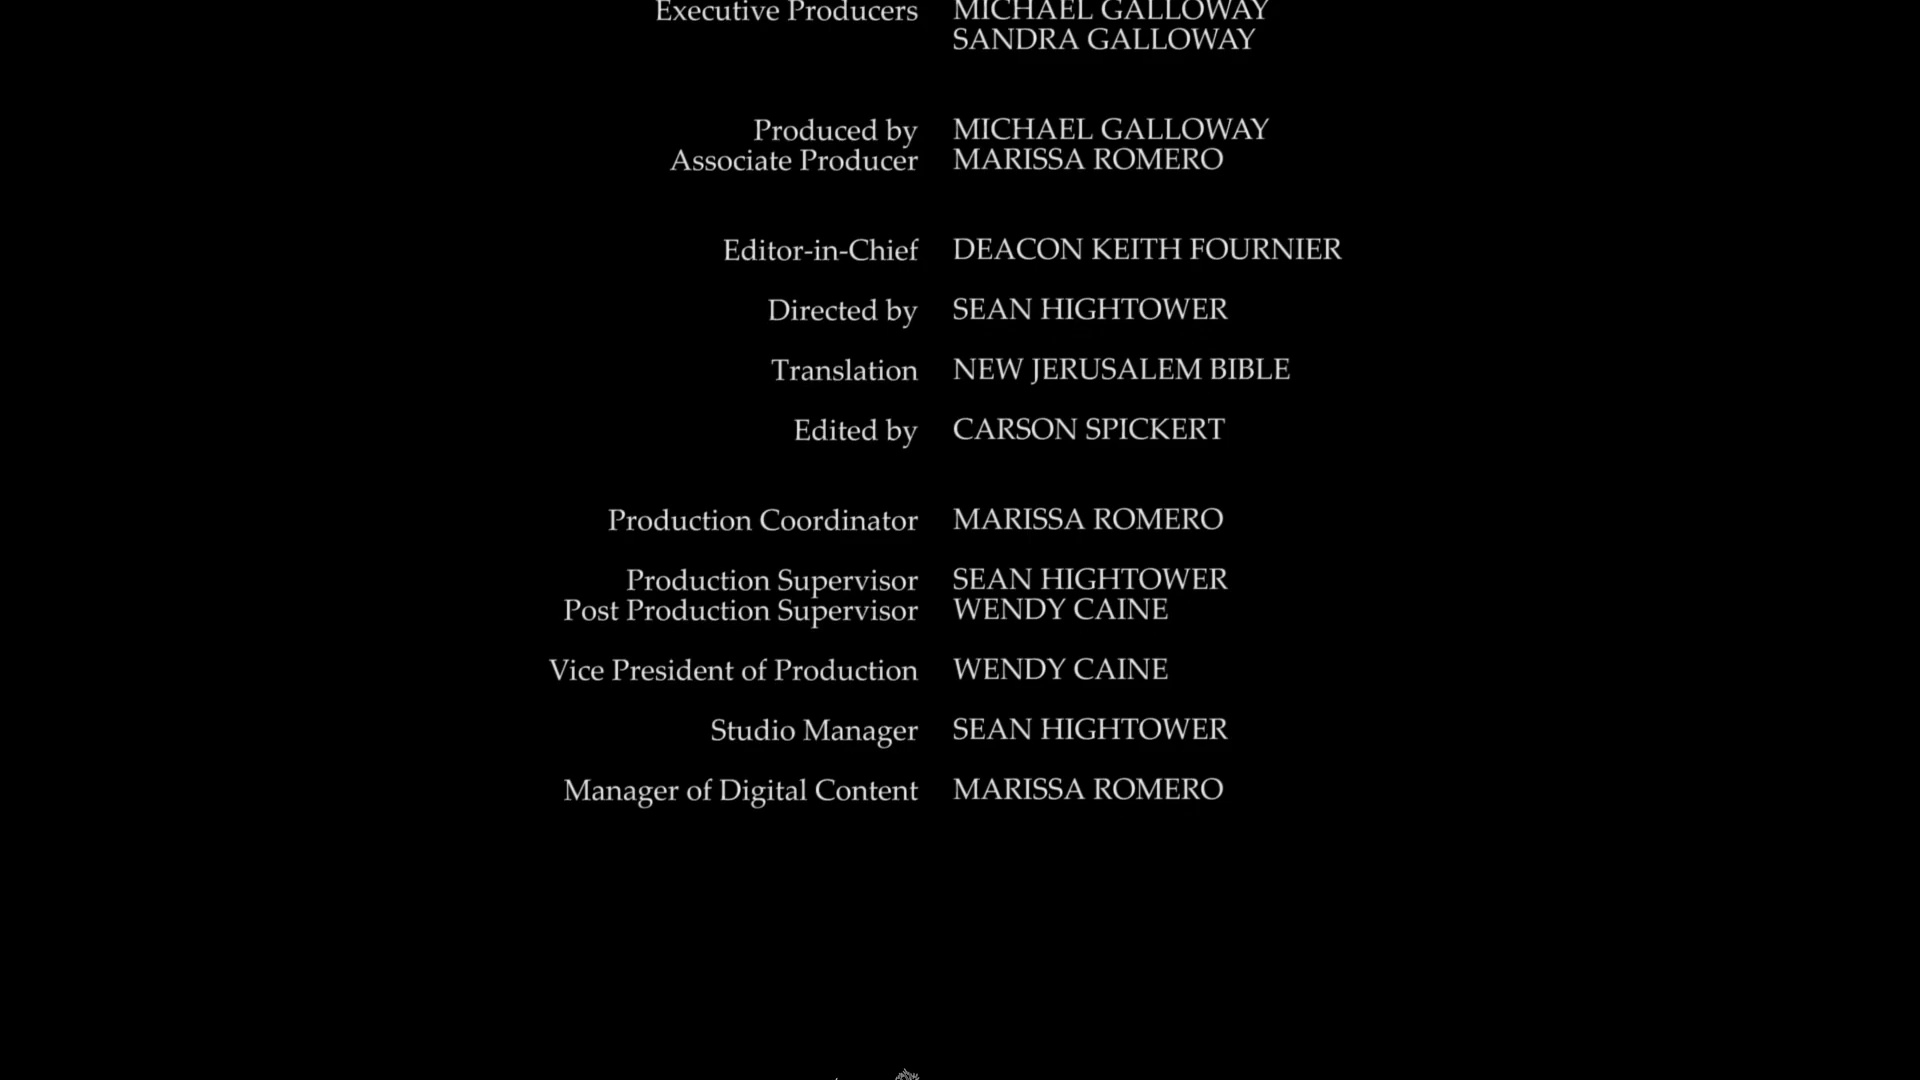 Executive Producers MICHAEL GALLOWAY
SANDRA GALLOWAY
Produced by MICHAEL GALLOWAY
Associate Producer MARISSA ROMERO
Editor-in-Chief DEACON KEITH FOURNIER
Directed by SEAN HIGHTOWER
Translation NEW JERUSALEM BIBLE
Edited by CARSON SPICKERT
Production Coordinator MARISSA ROMERO
Production Supervisor SEAN HIGHTOWER
Post Production Supervisor WENDY CAINE
Vice President of Production WENDY CAINE
Studio Manager SEAN HIGHTOWER
Manager of Digital Content MARISSA ROMERO